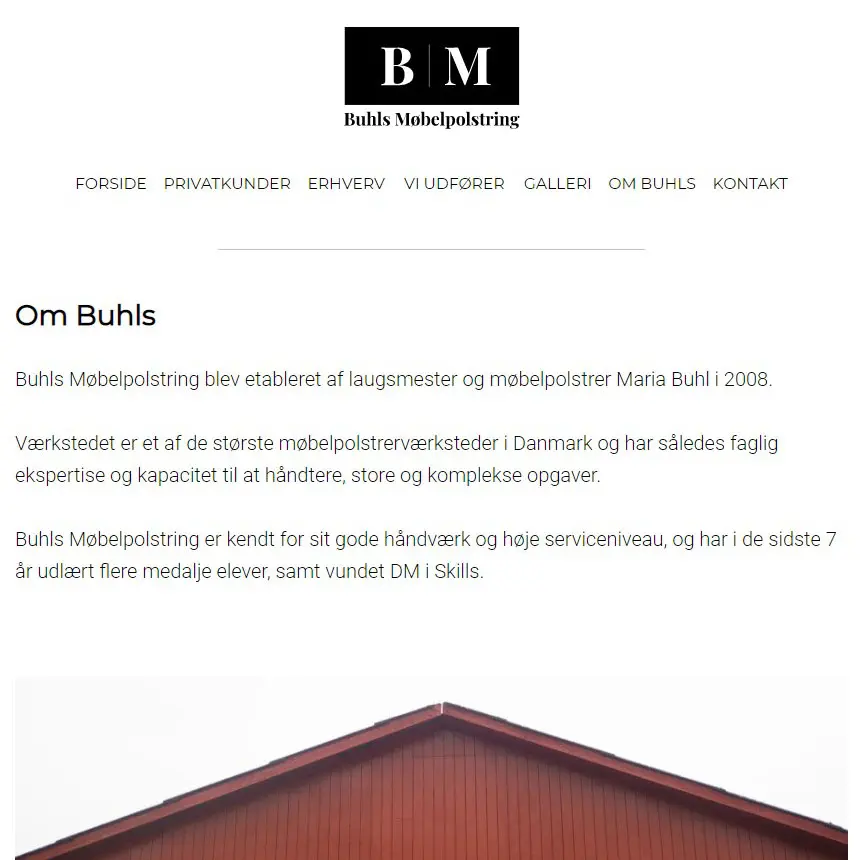 B | M
Buhls Møbelpolstring
FORSIDE PRIVATKUNDER ERHVERV VI UDFØRER GALLERI OM BUHLS KONTAKT
Om Buhls
Buhls Møbelpolstring blev etableret af laugsmester og møbelpolstrer Maria Buhl i 2008.
Værkstedet er et af de største møbelpolstrerværksteder i Danmark og har således faglig
ekspertise og kapacitet til at håndtere, store og komplekse opgaver.
Buhls Møbelpolstring er kendt for sit gode håndværk og høje serviceniveau, og har i de sidste 7
år udlært flere medalje elever, samt vundet DM i Skills.